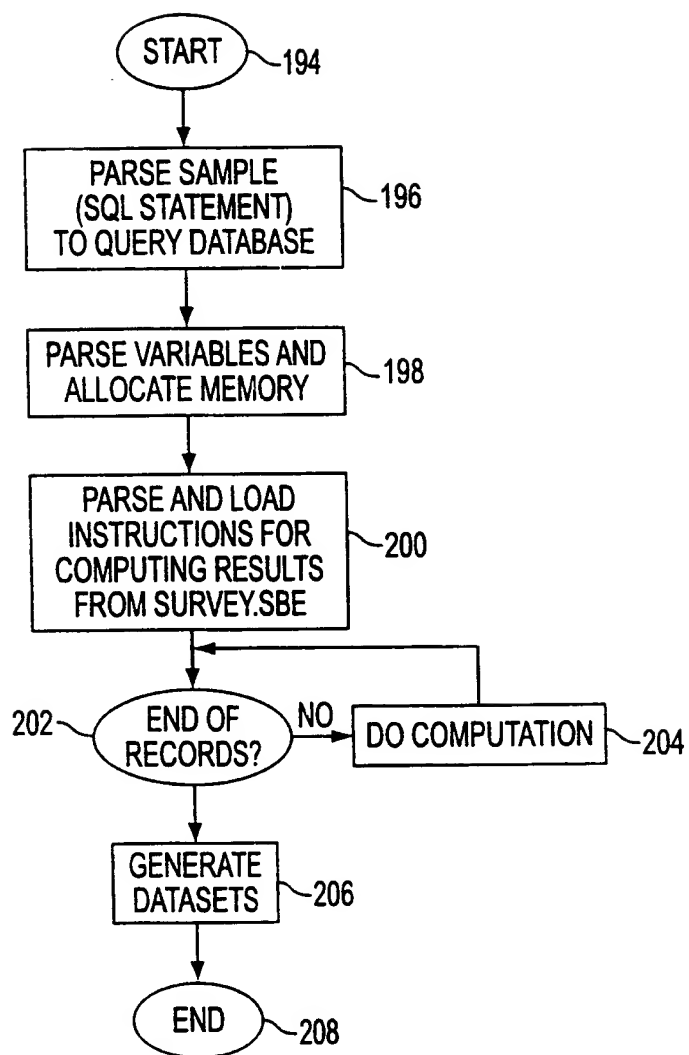 START
194
PARSE SAMPLE
(SQL STATEMENT)
TO QUERY DATABASE
196
PARSE VARIABLES AND
ALLOCATE MEMORY
198
PARSE AND LOAD
INSTRUCTIONS FOR
COMPUTING RESULTS
FROM SURVEY.SBE
200
202
END OF
RECORDS?
NO
DO COMPUTATION
204
GENERATE
DATASETS
206
END
208